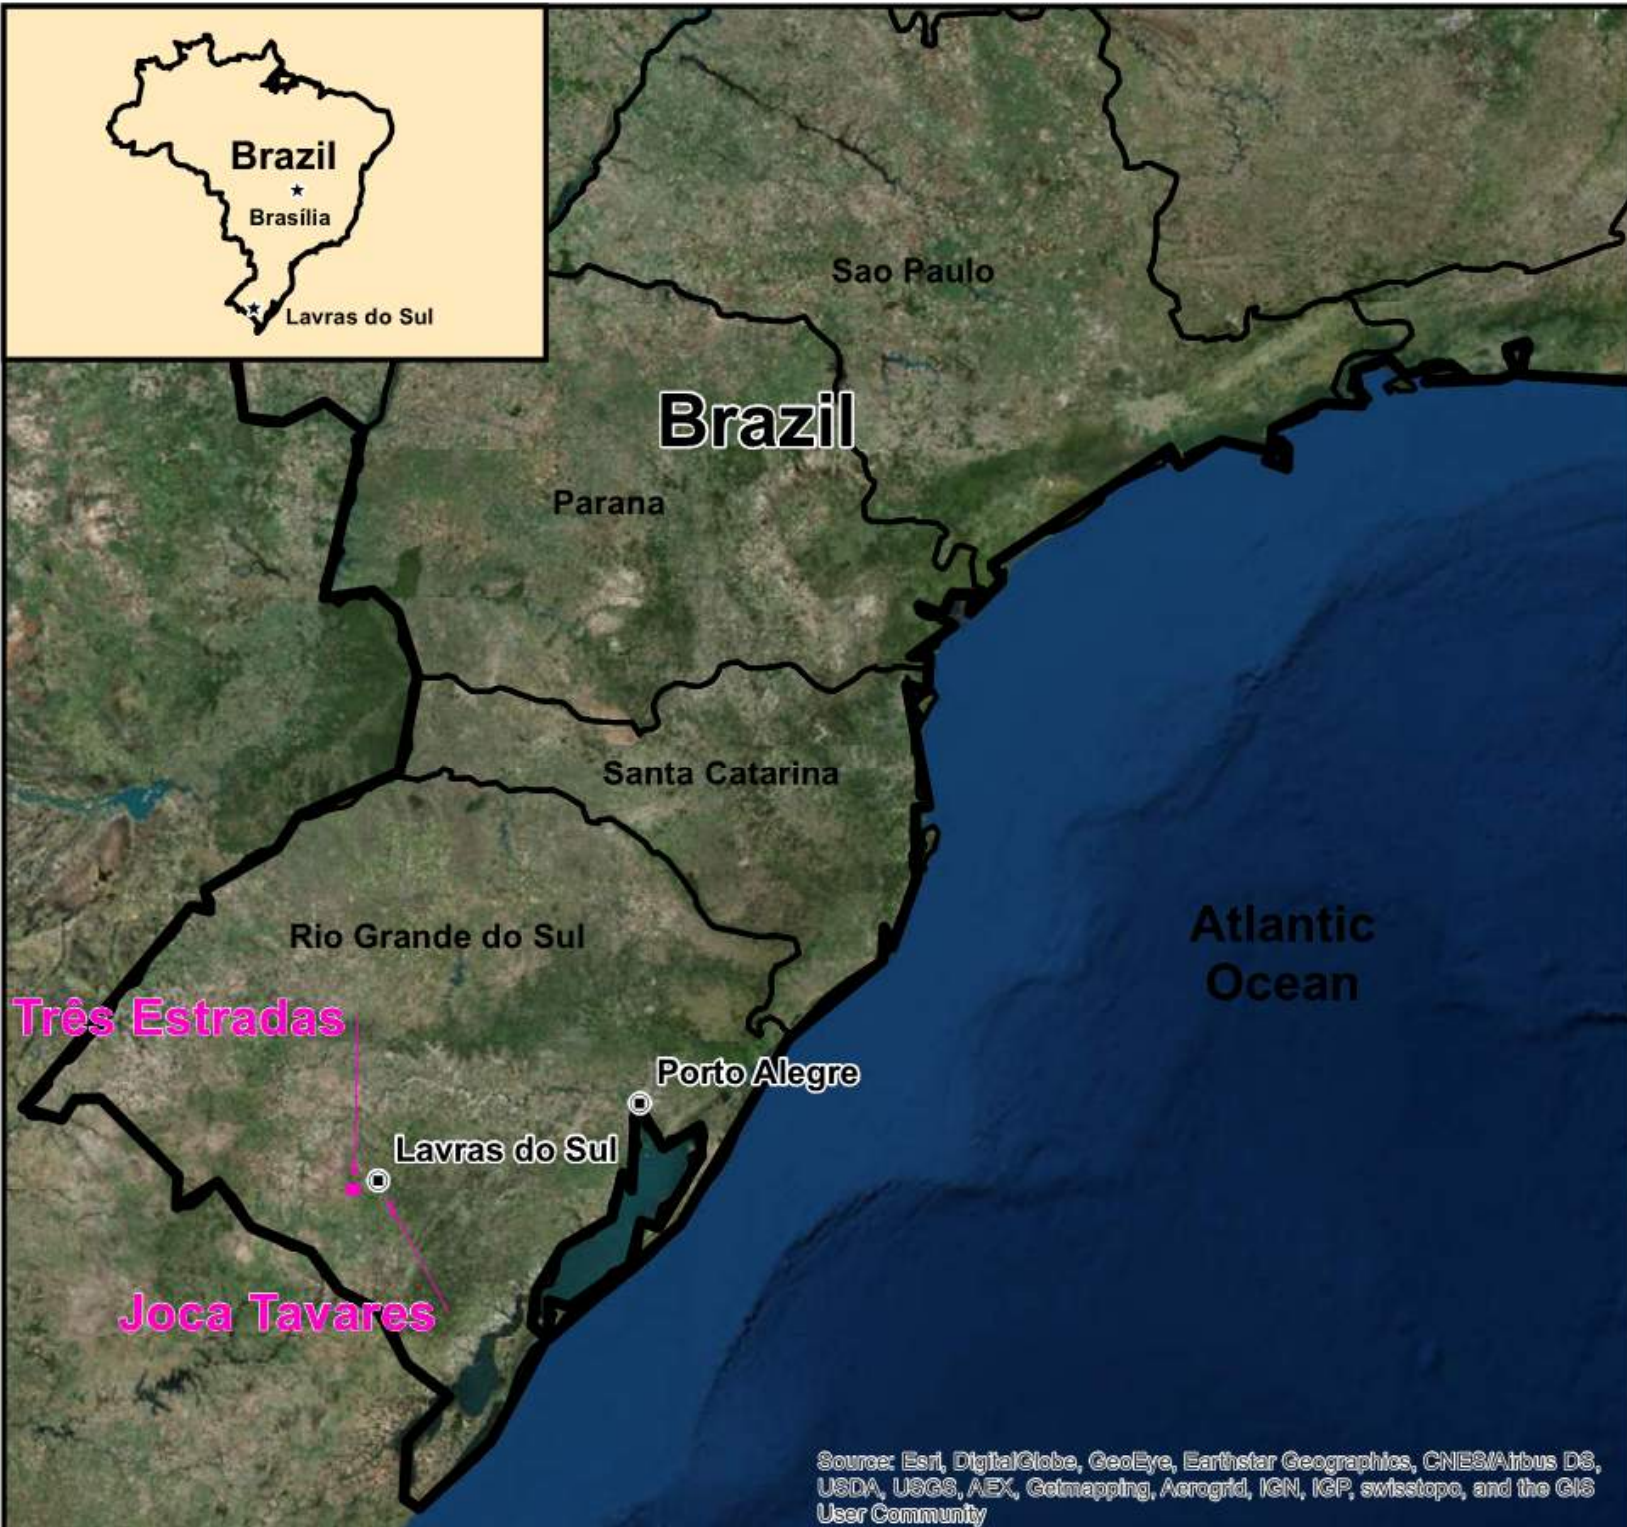 Brazil
Brasília
Lavras do Sul
Sao Paulo
Brazil
Parana
Santa Catarina
Rio Grande do Sul
Atlantic
Ocean
Três Estradas
Porto Alegre
Lavras do Sul
Joca Tavares
Source: Esri, DigitalGlobe, GeoEye, Earthstar Geographics, CNES/Airbus DS,
USDA, USGS, AEX, Getmapping, Aerogrid, IGN, IGP, swisstopo, and the GIS
User Community